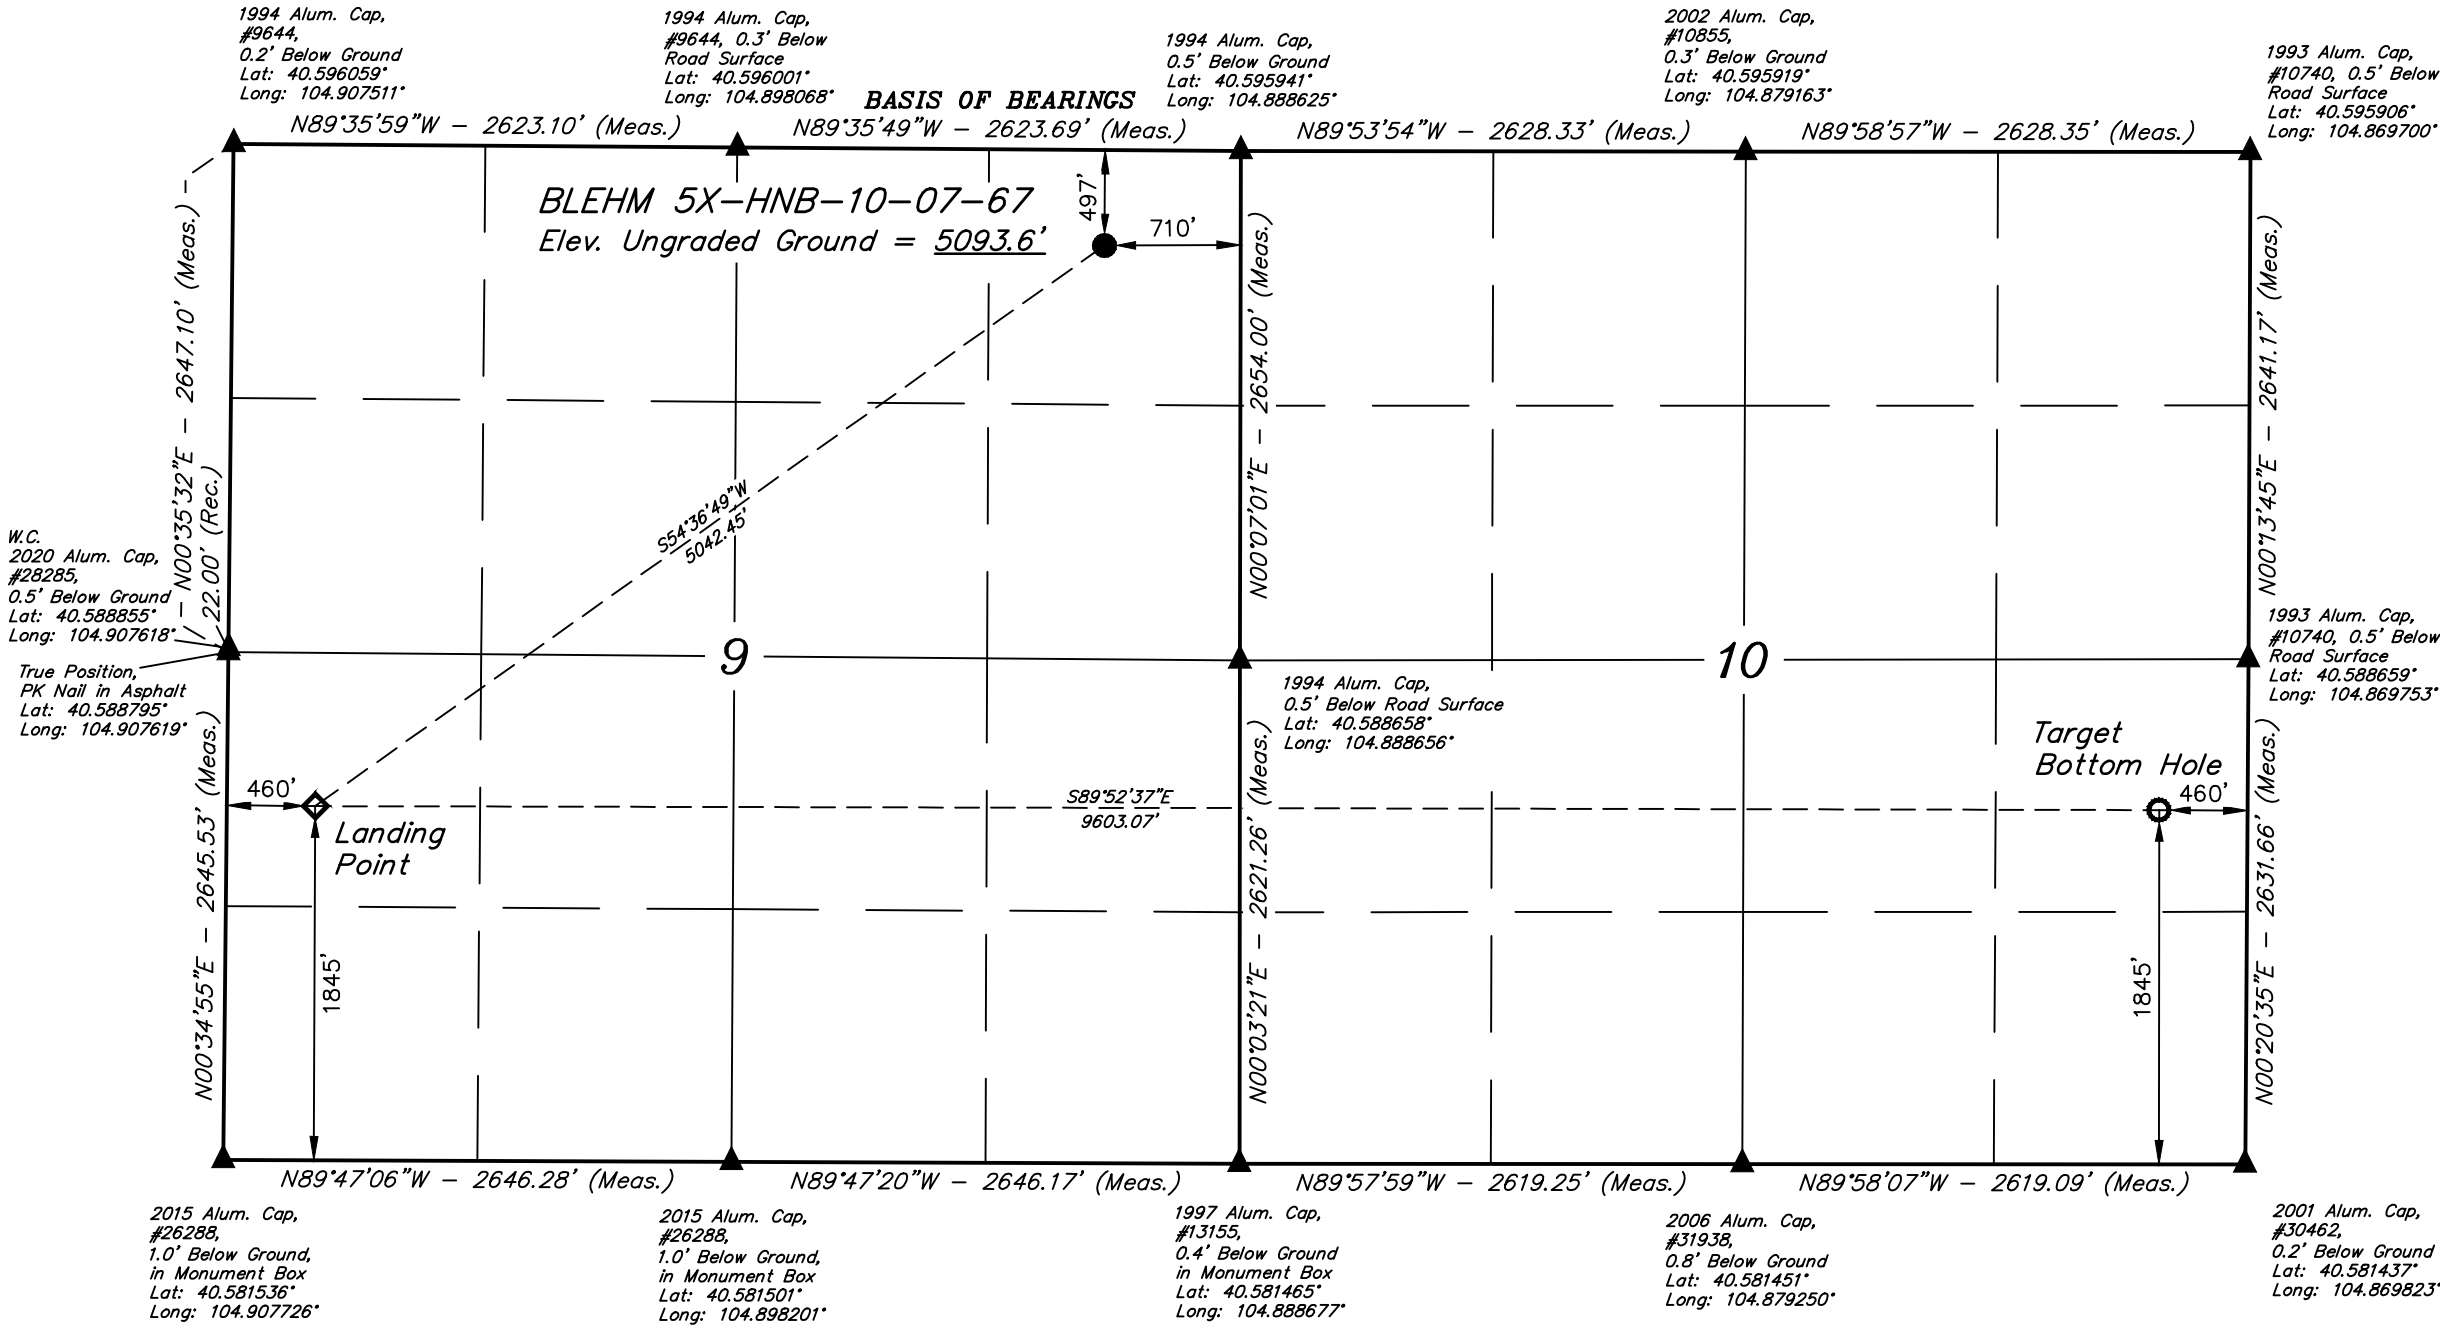 1994 Alum. Cap,
#9644,
0.2' Below Ground
Lat: 40.596059°
Long: 104.907511°
1994 Alum. Cap,
#9644, 0.3' Below
Road Surface
Lat: 40.596001°
Long: 104.898068°
BASIS OF BEARINGS
1994 Alum. Cap,
0.5' Below Ground
Lat: 40.595941°
Long: 104.888625°
2002 Alum. Cap,
#10855,
0.3' Below Ground
Lat: 40.595919°
Long: 104.879163°
1993 Alum. Cap,
#10740, 0.5' Below
Road Surface
Lat: 40.595906°
Long: 104.869700°
N89°35'59"W – 2623.10' (Meas.)
N89°35'49"W – 2623.69' (Meas.)
N89°53'54"W – 2628.33' (Meas.)
N89°58'57"W – 2628.35' (Meas.)
BLEHM 5X-HNB-10-07-67
Elev. Ungraded Ground = 5093.6'
497'
710'
N00°35'32"E – 2647.10' (Meas.)
22.00' (Rec.)
N00°07'01"E – 2654.00' (Meas.)
N00°13'45"E – 2641.17' (Meas.)
S54°36'49"W
5042.45'
W.C.
2020 Alum. Cap,
#28285,
0.5' Below Ground
Lat: 40.588855°
Long: 104.907618°
True Position,
PK Nail in Asphalt
Lat: 40.588795°
Long: 104.907619°
9
10
1994 Alum. Cap,
0.5' Below Road Surface
Lat: 40.588658°
Long: 104.888656°
1993 Alum. Cap,
#10740, 0.5' Below
Road Surface
Lat: 40.588659°
Long: 104.869753°
Target
Bottom Hole
460'
460'
S89°52'37"E
9603.07'
Landing
Point
1845'
1845'
N00°34'55"E – 2645.53' (Meas.)
N00°03'21"E – 2621.26' (Meas.)
N00°20'35"E – 2631.66' (Meas.)
N89°47'06"W – 2646.28' (Meas.)
N89°47'20"W – 2646.17' (Meas.)
N89°57'59"W – 2619.25' (Meas.)
N89°58'07"W – 2619.09' (Meas.)
2015 Alum. Cap,
#26288,
1.0' Below Ground,
in Monument Box
Lat: 40.581536°
Long: 104.907726°
2015 Alum. Cap,
#26288,
1.0' Below Ground,
in Monument Box
Lat: 40.581501°
Long: 104.898201°
1997 Alum. Cap,
#13155,
0.4' Below Ground
in Monument Box
Lat: 40.581465°
Long: 104.888677°
2006 Alum. Cap,
#31938,
0.8' Below Ground
Lat: 40.581451°
Long: 104.879250°
2001 Alum. Cap,
#30462,
0.2' Below Ground
Lat: 40.581437°
Long: 104.869823°